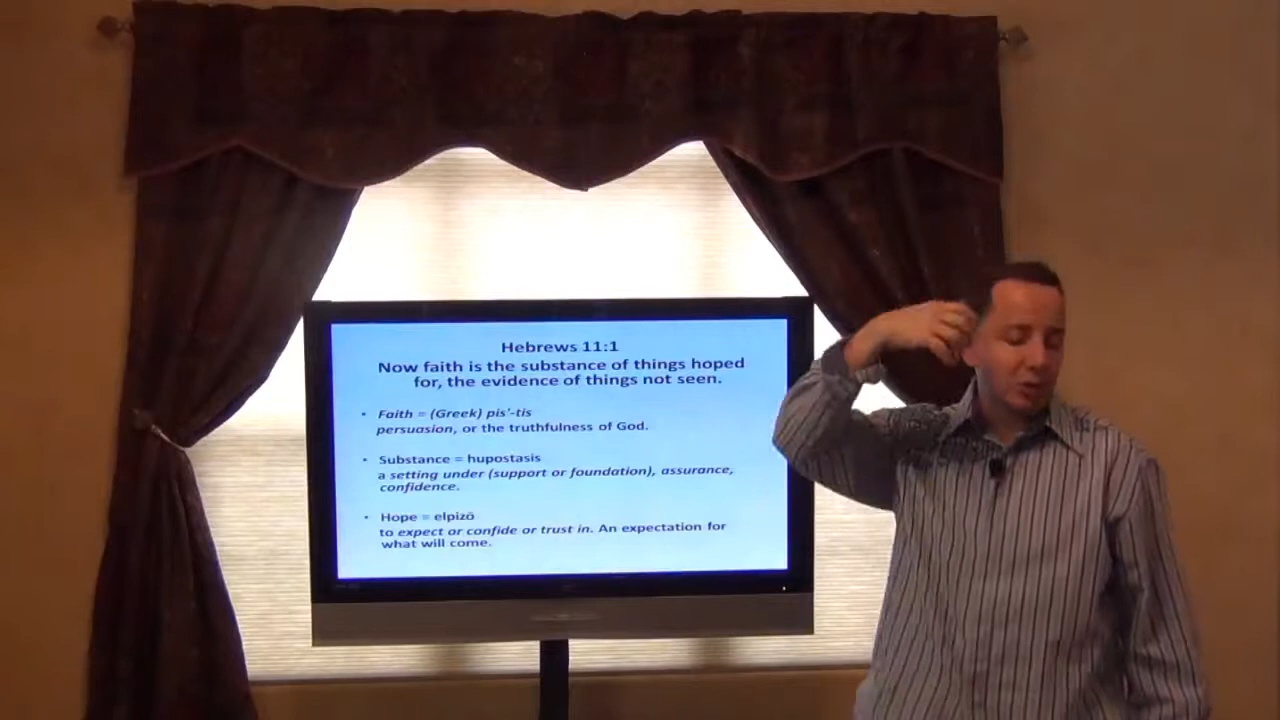 Hebrews 11:1
Now faith is the substance of things hoped
for, the evidence of things not seen.
• Faith = (Greek) pis'-tis
persuasion, or the truthfulness of God.
• Substance = hupostasis
a setting under (support or foundation), assurance,
confidence.
• Hope = elpizō
to expect or confide or trust in. An expectation for
what will come.